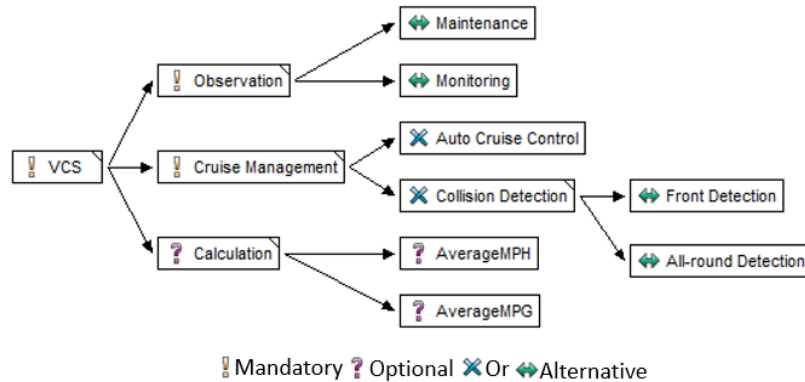 Maintenance
Observation
Monitoring
Auto Cruise Control
VCS
Cruise Management
Collision Detection
Front Detection
Calculation
AverageMPH
All-round Detection
AverageMPG
Mandatory Optional Or Alternative